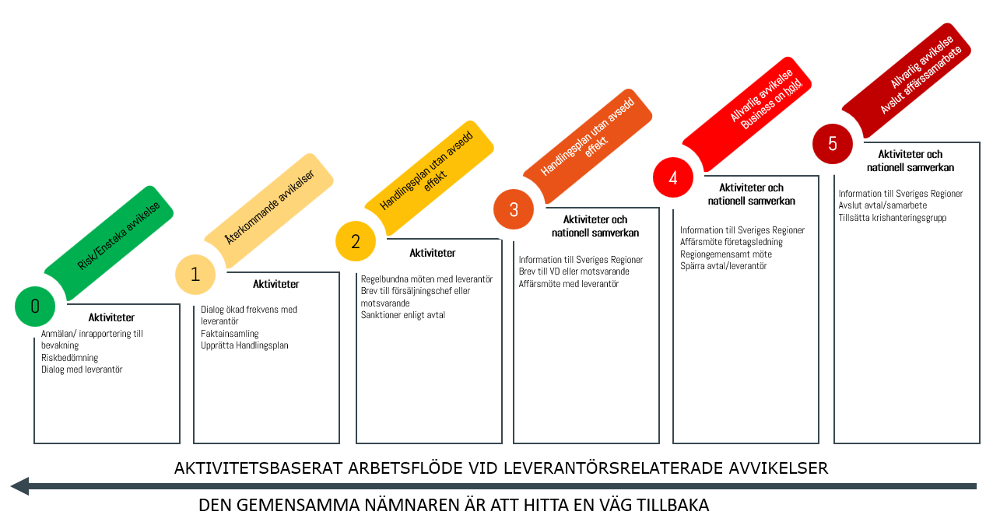 0
Risk/Enstaka avvikelse
Aktiviteter
Anmälan/ inrapportering till
bevakning
Riskbedömning
Dialog med leverantör
1
Återkommande avvikelser
Aktiviteter
Dialog ökad frekvens med
leverantör
Faktainsamling
Upprätta Handlingsplan
2
Handlingsplan utan avsedd
effekt
Aktiviteter
Regelbundna möten med leverantör
Brev till försäljningschef eller
motsvarande
Sanktioner enligt avtal
3
Handlingsplan utan avsedd
effekt
Aktiviteter och
nationell samverkan
Information till Sveriges Regioner
Brev till VD eller motsvarande
Affärsmöte med leverantör
4
Allvarlig avvikelse
Business on hold
Aktiviteter och
nationell samverkan
Information till Sveriges Regioner
Affärsmöte företagsledning
Regiongemensamt möte
Spärra avtal/leverantör
5
Allvarlig avvikelse
Avslut affärssamarbete
Aktiviteter och
nationell samverkan
Information till Sveriges Regioner
Avslut avtal/samarbete
Tillsätta krishanteringsgrupp
AKTIVITETSBASERAT ARBETSFLÖDE VID LEVERANTÖRSRELATERADE AVVIKELSER
DEN GEMENSAMMA NÄMNAREN ÄR ATT HITTA EN VÄG TILLBAKA